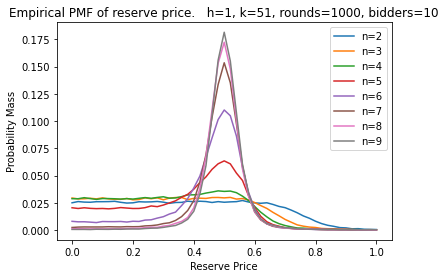 Empirical PMF of reserve price.   h=1, k=51, rounds=1000, bidders=10
0.175
0.150
0.125
0.100
0.075
0.050
0.025
0.000
Probability Mass
n=2
n=3
n=4
n=5
n=6
n=7
n=8
n=9
0.0
0.2
0.4
0.6
0.8
1.0
Reserve Price